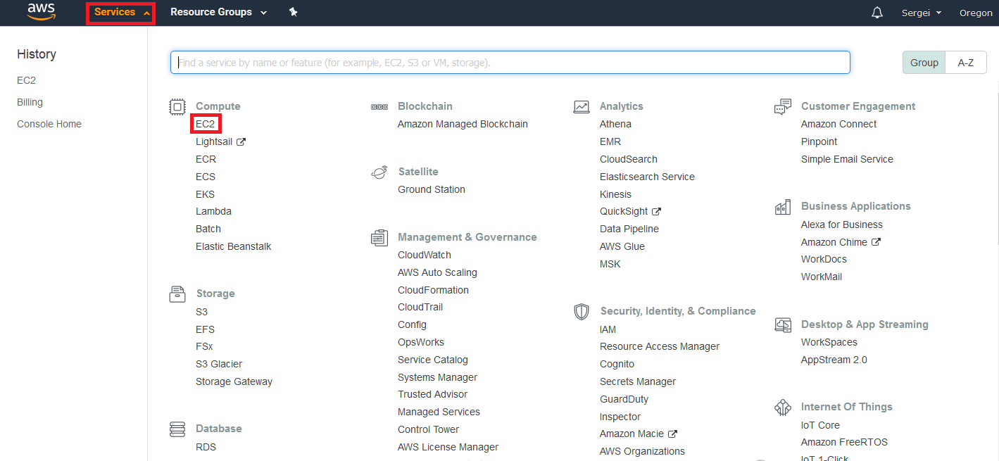 aws
Services
Resource Groups
Sergei
Oregon
History
EC2
Billing
Console Home
Find a service by name or feature (for example, EC2, S3 or VM, storage).
Group
A-Z
Compute
EC2
Lightsail
ECR
ECS
EKS
Lambda
Batch
Elastic Beanstalk
Storage
S3
EFS
FSx
S3 Glacier
Storage Gateway
Database
RDS
Blockchain
Amazon Managed Blockchain
Satellite
Ground Station
Management & Governance
CloudWatch
AWS Auto Scaling
CloudFormation
CloudTrail
Config
OpsWorks
Service Catalog
Systems Manager
Trusted Advisor
Managed Services
Control Tower
AWS License Manager
Analytics
Athena
EMR
CloudSearch
Elasticsearch Service
Kinesis
QuickSight
Data Pipeline
AWS Glue
MSK
Security, Identity, & Compliance
IAM
Resource Access Manager
Cognito
Secrets Manager
GuardDuty
Inspector
Amazon Macie
AWS Organizations
Customer Engagement
Amazon Connect
Pinpoint
Simple Email Service
Business Applications
Alexa for Business
Amazon Chime
WorkDocs
WorkMail
Desktop & App Streaming
WorkSpaces
AppStream 2.0
Internet Of Things
IoT Core
Amazon FreeRTOS
IoT 1-Click